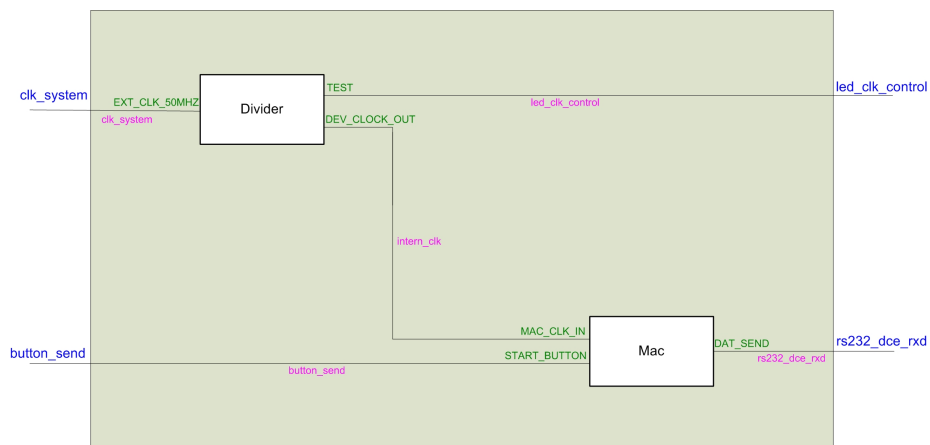 TEST
clk_system
led_clk_control
EXT_CLK_50MHZ
Divider
led_clk_control
clk_system
DEV_CLOCK_OUT
intern_clk
MAC_CLK_IN
rs232_dce_rxd
DAT_SEND
button_send
START_BUTTON
Mac
rs232_dce_rxd
button_send